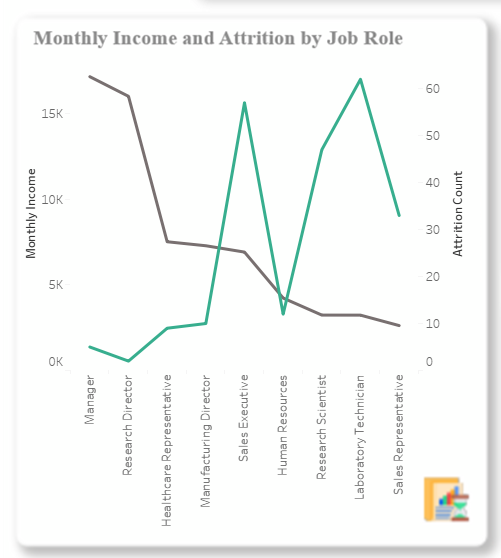 Monthly Income and Attrition by Job Role
60
15K
50
40
10K
30
20
5K
10
0K
0
Monthly Income
Attrition Count
Manager
Research Director
Healthcare Representative
Manufacturing Director
Sales Executive
Human Resources
Research Scientist
Laboratory Technician
Sales Representative